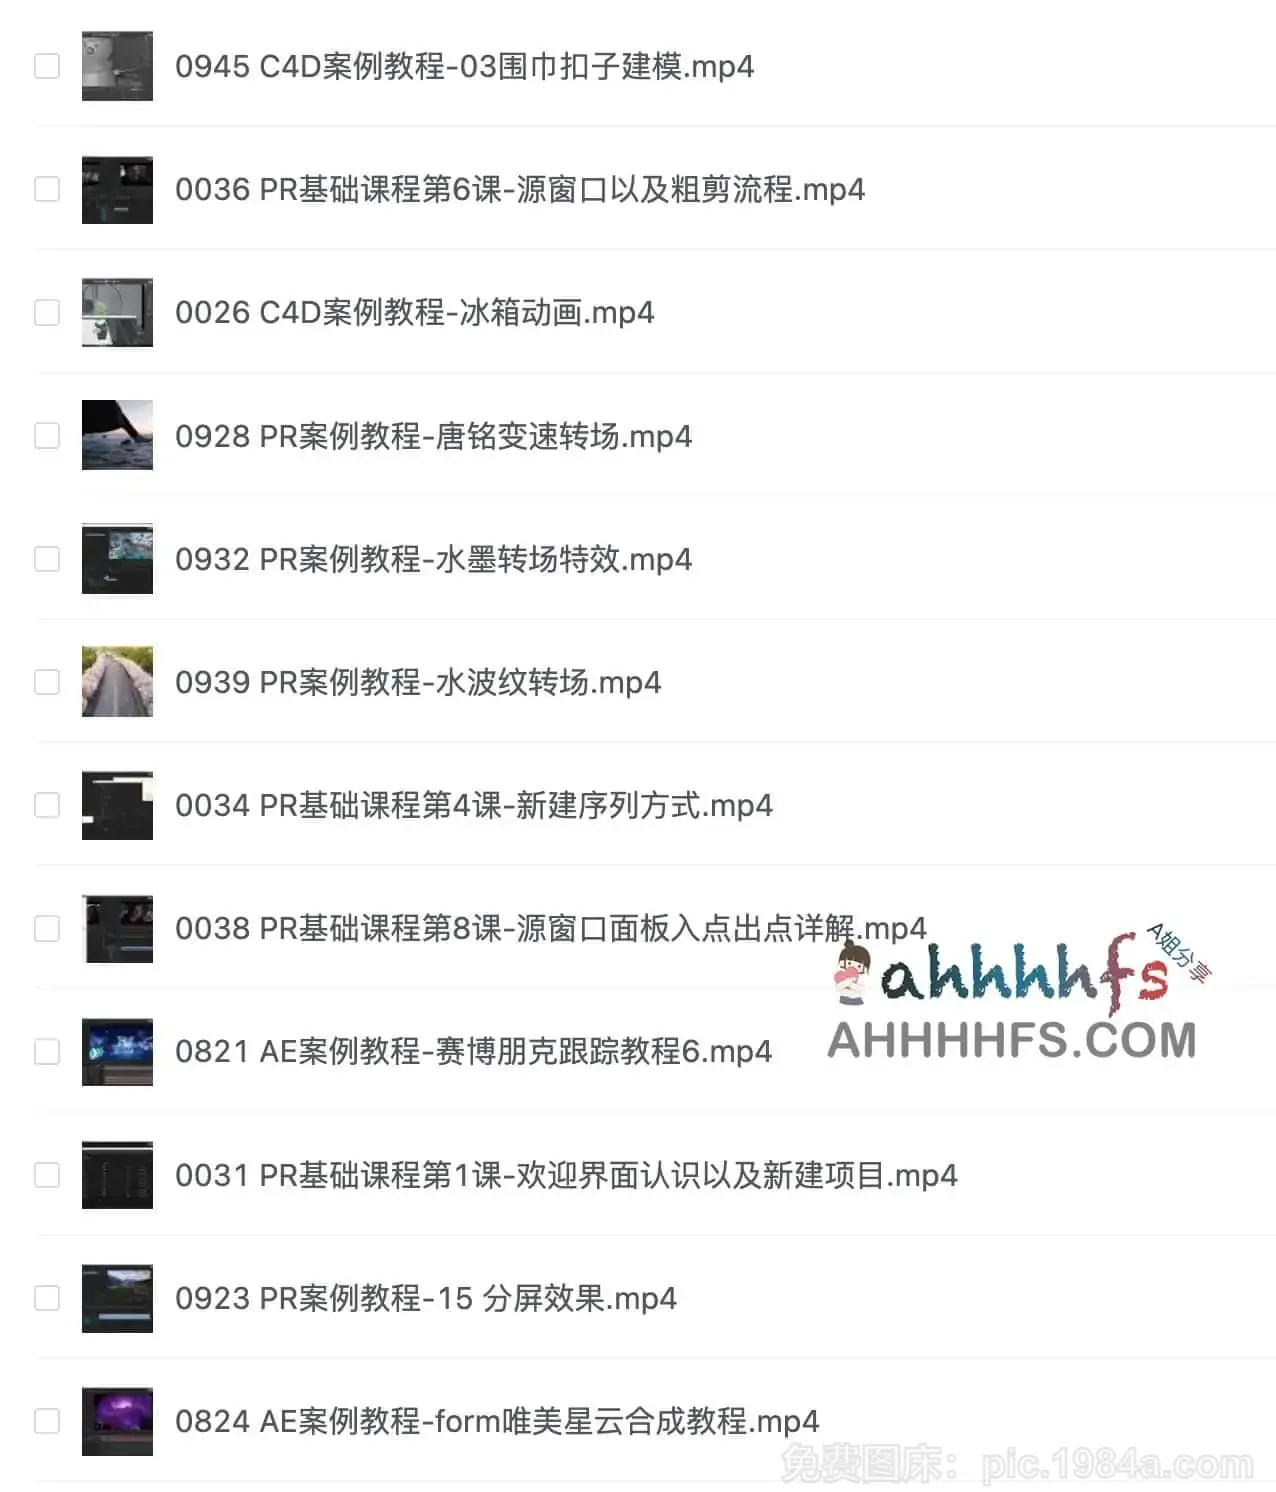 0945 C4D案例教程-03围巾扣子建模.mp4
0036 PR基础课程第6课-源窗口以及粗剪流程.mp4
0026 C4D案例教程-冰箱动画.mp4
0928 PR案例教程-唐铭变速转场.mp4
0932 PR案例教程-水墨转场特效.mp4
0939 PR案例教程-水波纹转场.mp4
0034 PR基础课程第4课-新建序列方式.mp4
0038 PR基础课程第8课-源窗口面板入点出点详解.mp4
ahhhhfs A姐分享
AHHHHFS.COM
0821 AE案例教程-赛博朋克跟踪教程6.mp4
0031 PR基础课程第1课-欢迎界面认识以及新建项目.mp4
0923 PR案例教程-15 分屏效果.mp4
0824 AE案例教程-form唯美星云合成教程.mp4
免费图床：pic.1984a.com